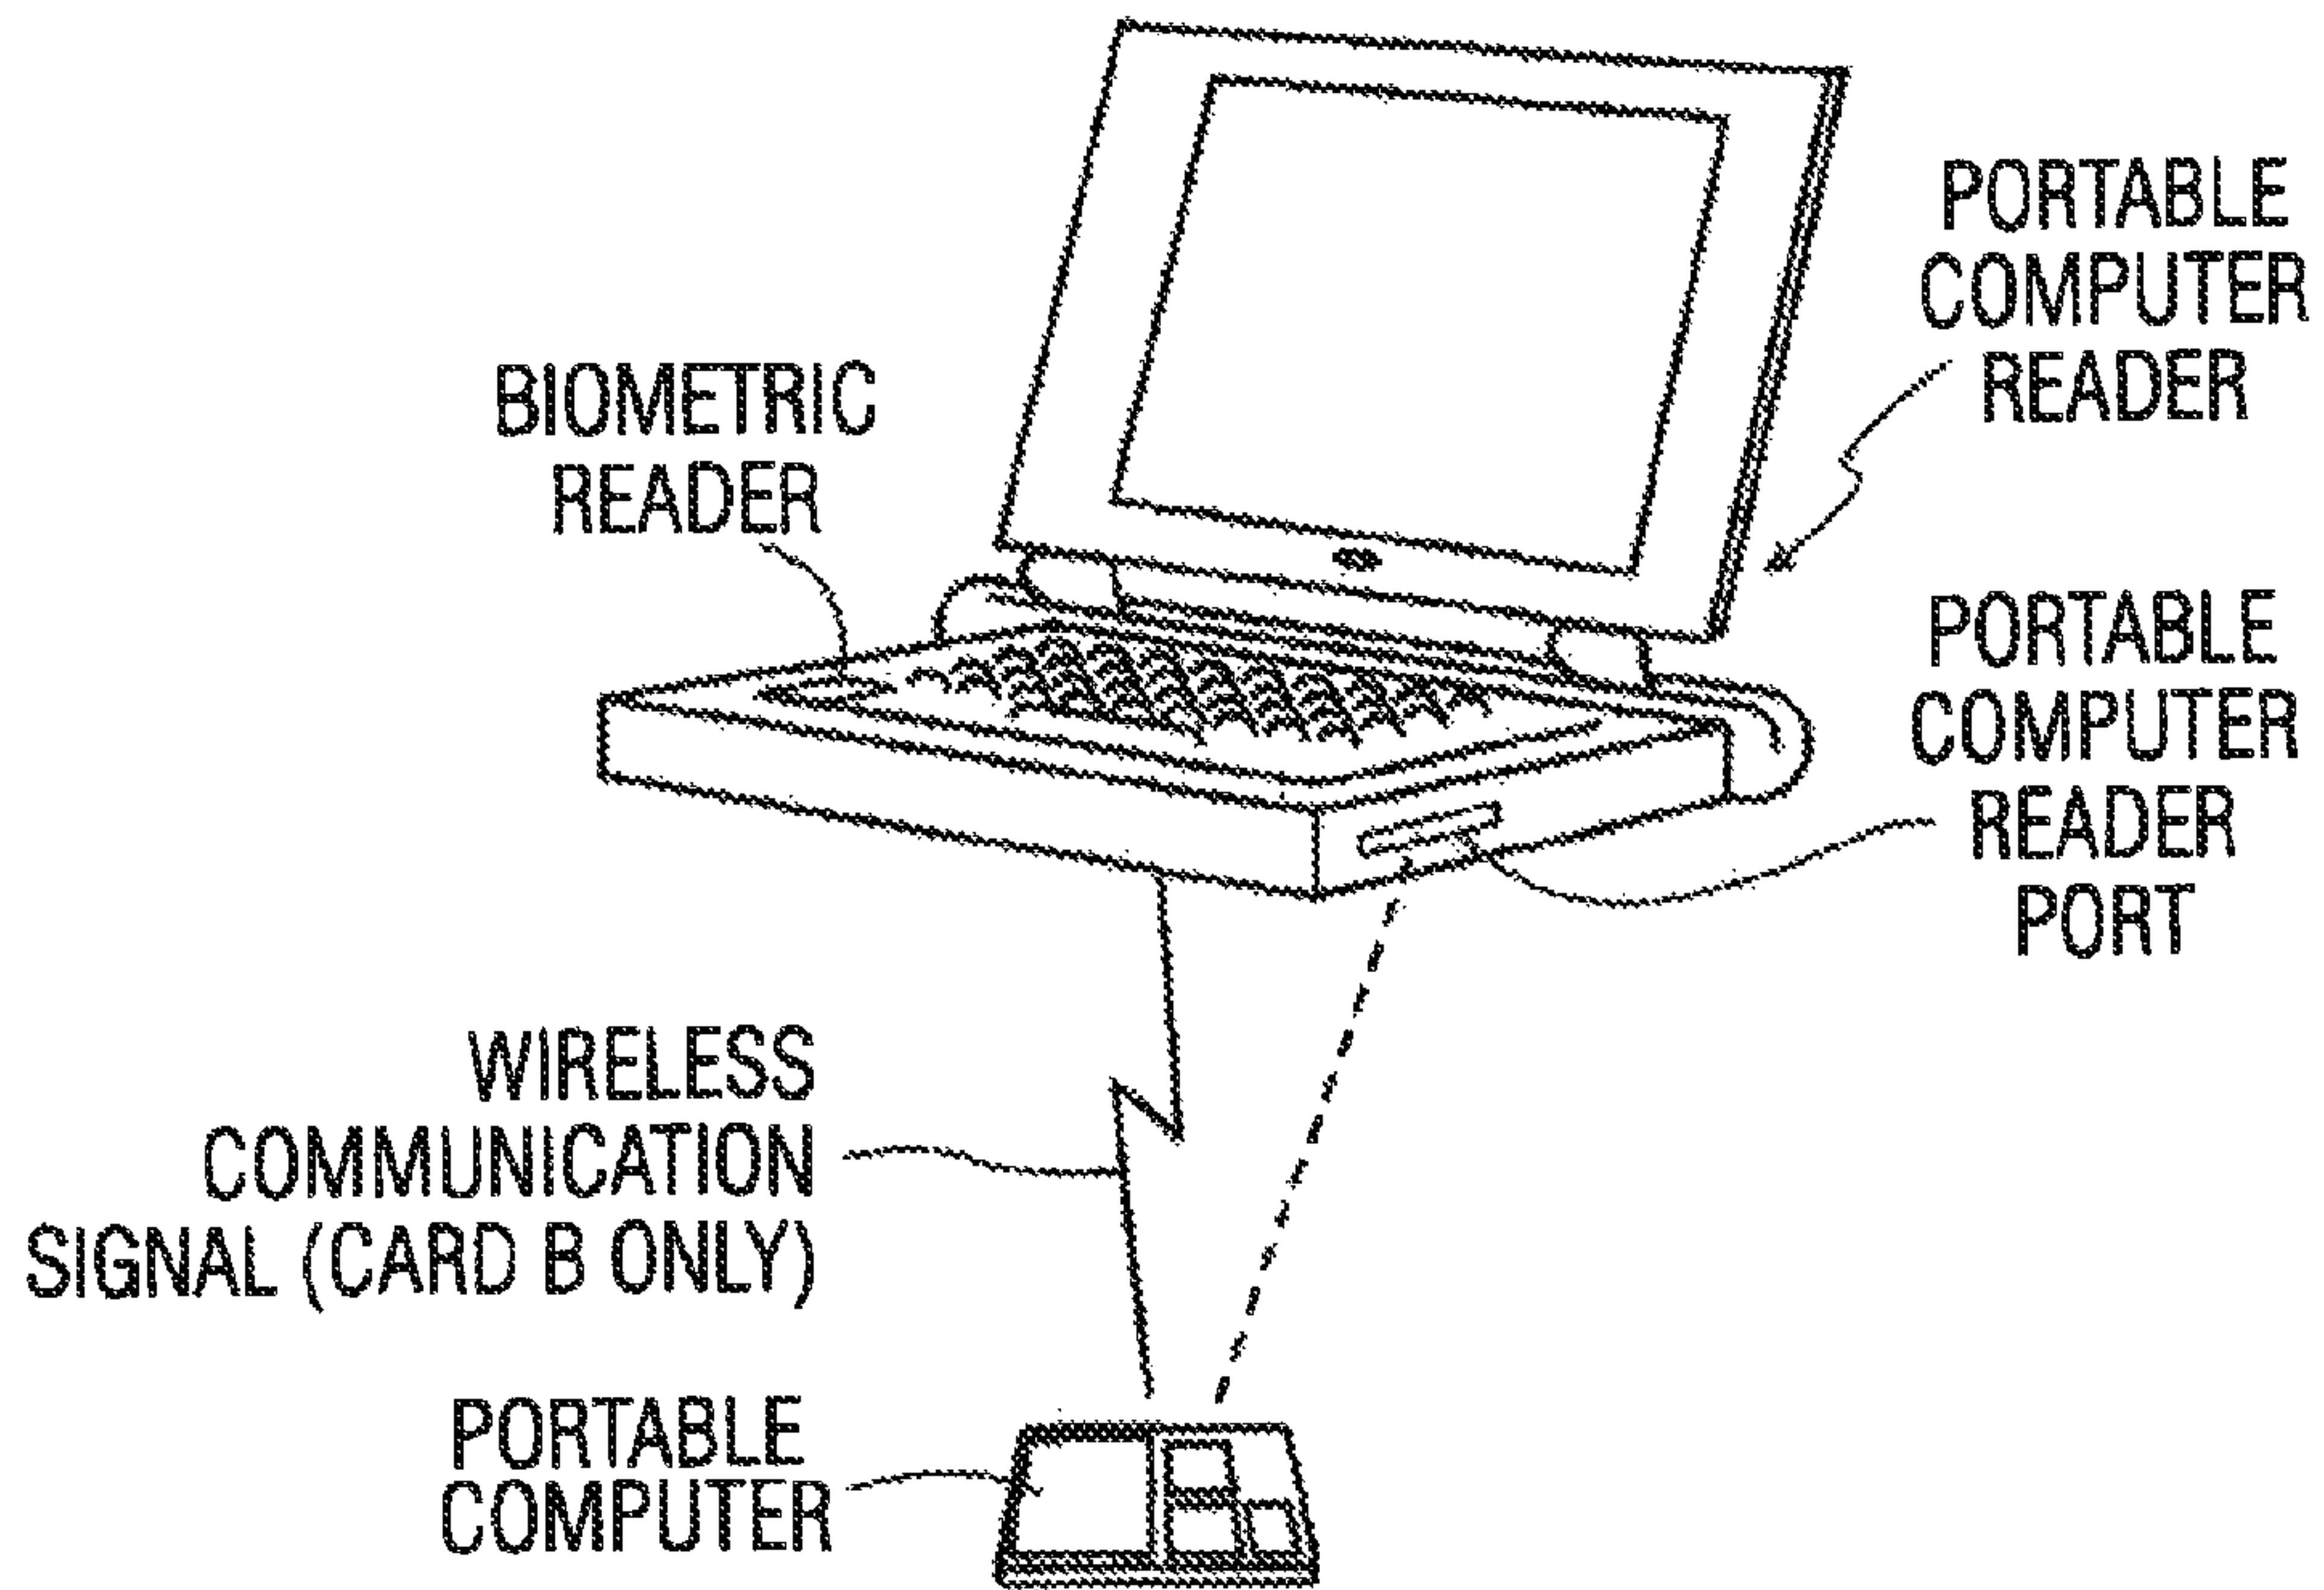 PORTABLE
COMPUTER
READER
BIOMETRIC
READER
PORTABLE
COMPUTER
READER
PORT
WIRELESS
COMMUNICATION
SIGNAL (CARD B ONLY)
PORTABLE
COMPUTER